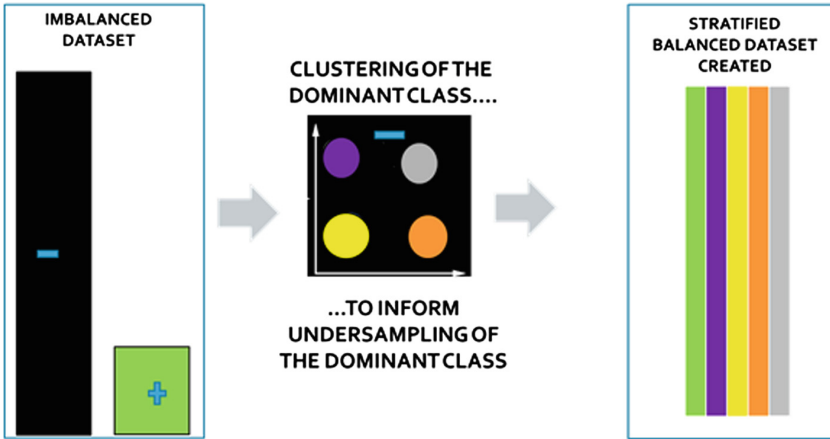 IMBALANCED
DATASET
CLUSTERING OF THE
DOMINANT CLASS....
...TO INFORM
UNDERSAMPLING OF
THE DOMINANT CLASS
STRATIFIED
BALANCED DATASET
CREATED